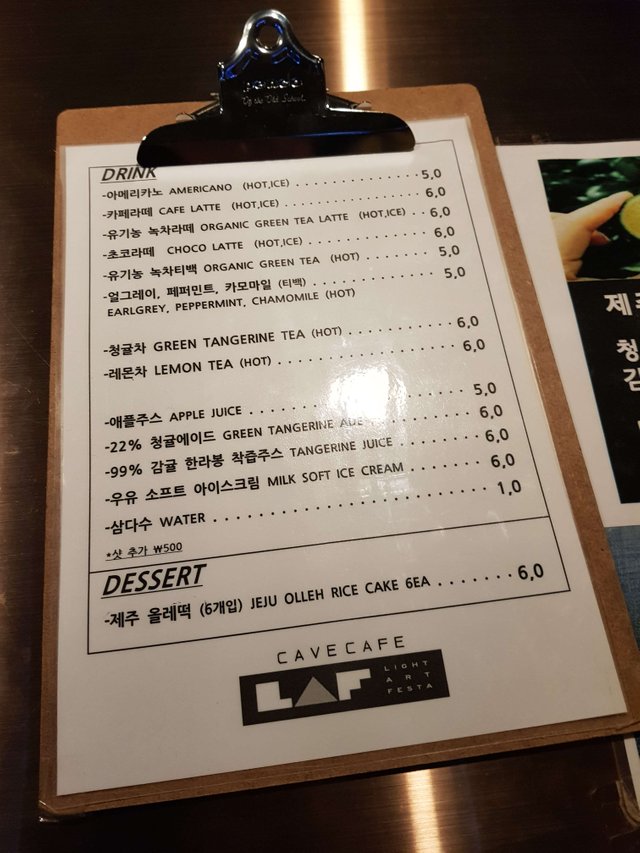 Of the Old School.
DRINK
-아메리카노 AMERICANO (HOT,ICE) ................5,0
-카페라떼 CAFE LATTE (HOT,ICE) ....................6,0
-유기농 녹차라떼 ORGANIC GREEN TEA LATTE (HOT,ICE) ..6,0
-초코라떼 CHOCO LATTE (HOT,ICE) ................6,0
-유기농 녹차티백 ORGANIC GREEN TEA (HOT) ........5,0
-얼그레이, 페퍼민트, 카모마일 (티백) .................5,0
EARLGREY, PEPPERMINT, CHAMOMILE (HOT)
-청귤차 GREEN TANGERINE TEA (HOT) ..............6,0
-레몬차 LEMON TEA (HOT) ......................6,0
-애플주스 APPLE JUICE ........................5,0
-22% 청귤에이드 GREEN TANGERINE ADE ..........6,0
-99% 감귤 한라봉 착즙주스 TANGERINE JUICE ......6,0
-우유 소프트 아이스크림 MILK SOFT ICE CREAM ......6,0
-삼다수 WATER ............................1,0
*샷 추가 ₩500
DESSERT
-제주 올레떡 (6개입) JEJU OLLEH RICE CAKE 6EA .......6,0
CAVECAFE
LAF LIGHT
ART
FESTA
청